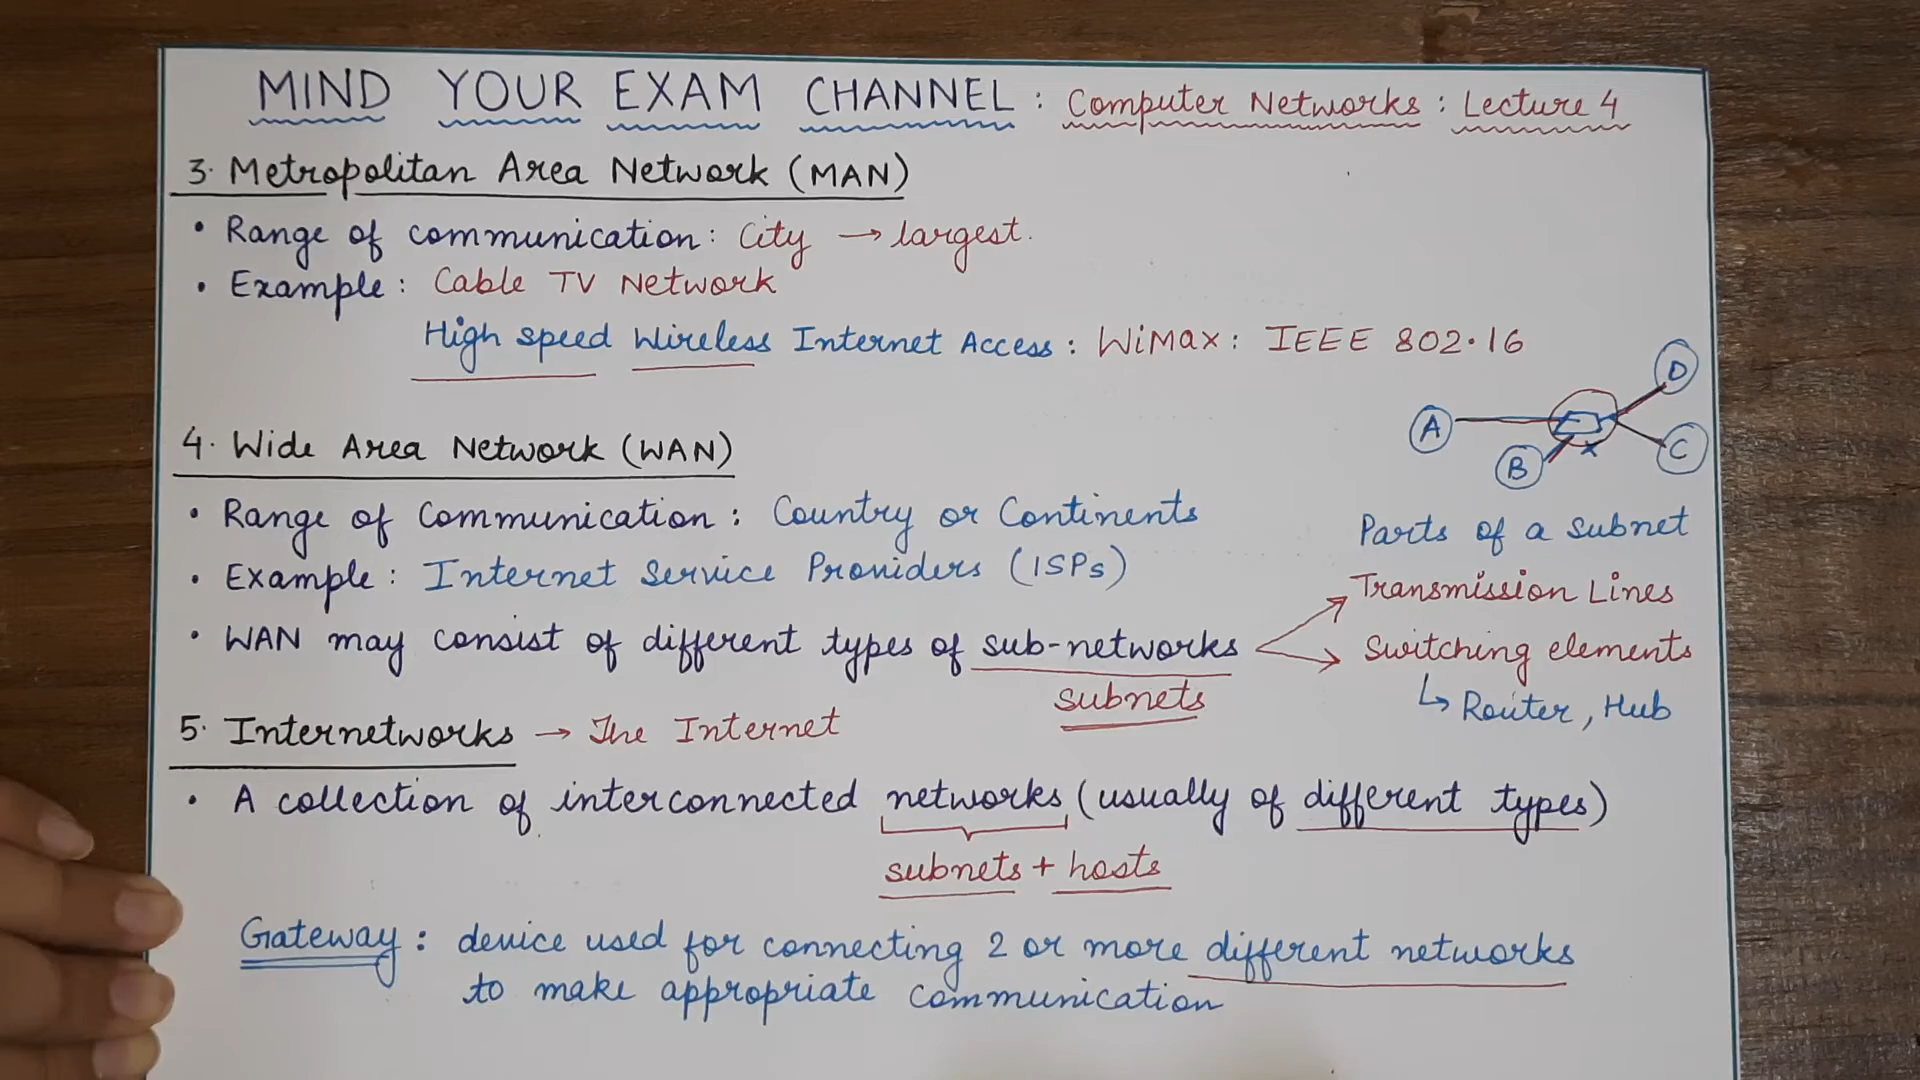 MIND YOUR EXAM CHANNEL : Computer Networks : Lecture 4
3. Metropolitan Area Network (MAN)
• Range of communication: City → largest.
• Example: Cable TV Network
High speed Wireless Internet Access: WiMax: IEEE 802.16
A
B
x
D
C
4. Wide Area Network (WAN)
• Range of Communication: Country or Continents
• Example: Internet Service Providers (ISPs)
• WAN may consist of different types of sub-networks
subnets
Parts of a subnet
Transmission Lines
Switching elements
↳ Router, Hub
5. Internetworks → The Internet
• A collection of interconnected networks (usually of different types)
subnets + hosts
Gateway: device used for connecting 2 or more different networks
to make appropriate communication